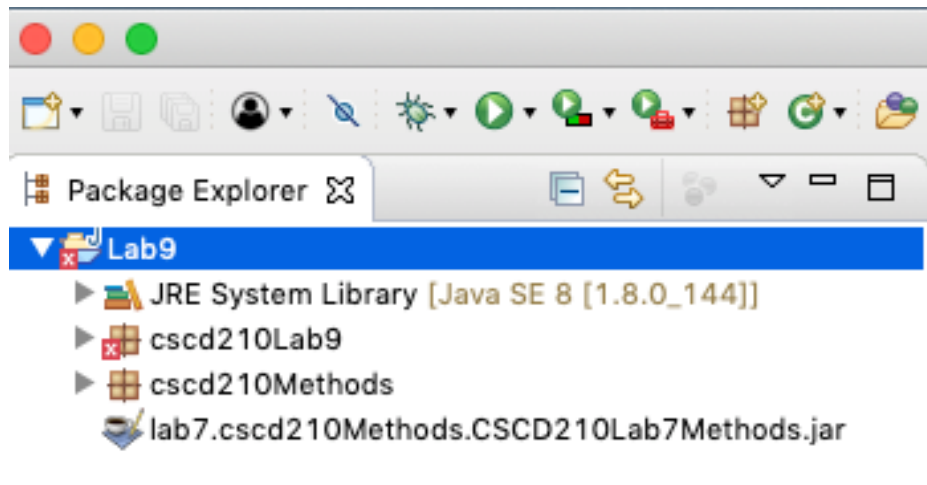 Package Explorer
Lab9
JRE System Library [Java SE 8 [1.8.0_144]]
cscd210Lab9
cscd210Methods
lab7.cscd210Methods.CSCD210Lab7Methods.jar